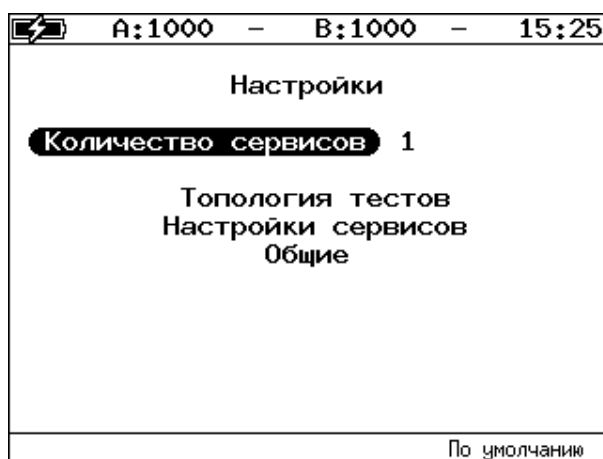 A:1000 – B:1000 – 15:25
Настройки
Количество сервисов 1
Топология тестов
Настройки сервисов
Общие
По умолчанию